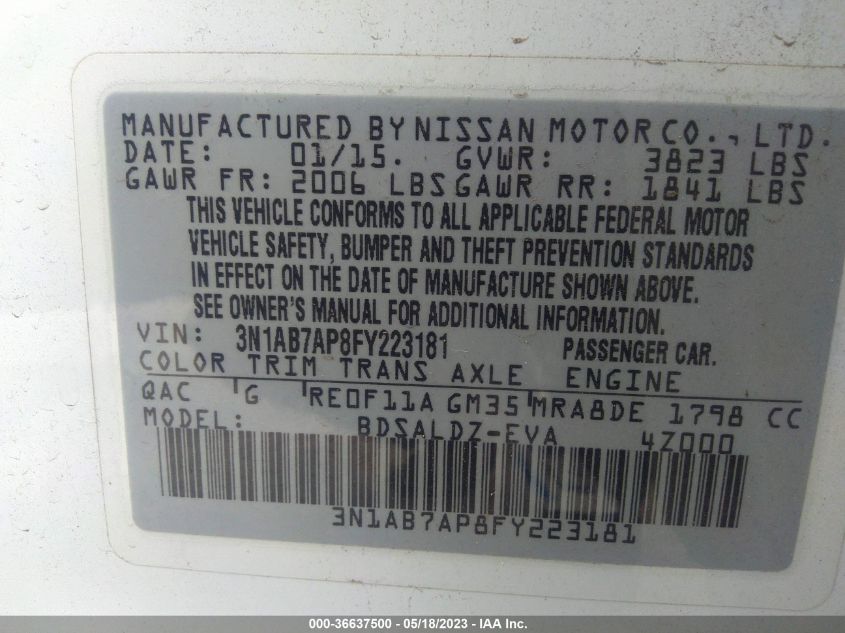 MANUFACTURED BY NISSAN MOTOR CO., LTD.
DATE: 01/15. GVWR: 3823 LBS
GAWR FR: 2006 LBS GAWR RR: 1841 LBS
THIS VEHICLE CONFORMS TO ALL APPLICABLE FEDERAL MOTOR
VEHICLE SAFETY, BUMPER AND THEFT PREVENTION STANDARDS
IN EFFECT ON THE DATE OF MANUFACTURE SHOWN ABOVE.
SEE OWNER'S MANUAL FOR ADDITIONAL INFORMATION.
VIN: 3N1AB7AP8FY223181 PASSENGER CAR.
COLOR TRIM TRANS AXLE ENGINE
QAC G RE0F11A GM35 MRA8DE 1798 CC
MODEL: BDSALDZ-EVA 4Z000
3N1AB7AP8FY223181
000-36637500 - 05/18/2023 - IAA Inc.